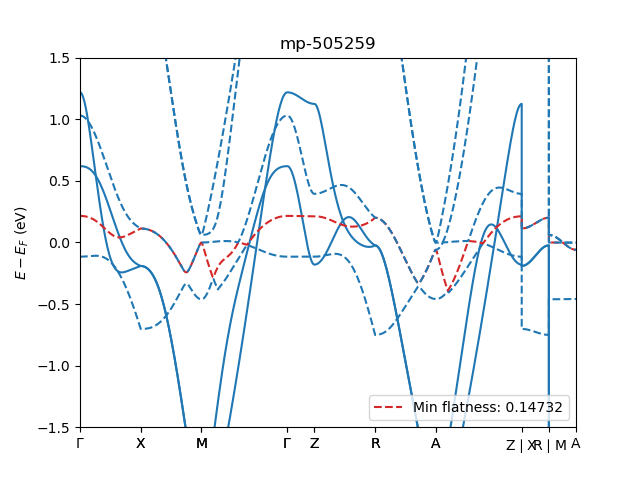 mp-505259
E − E_F (eV)
1.5
1.0
0.5
0.0
−0.5
−1.0
−1.5
Min flatness: 0.14732
Γ X M Γ Z R A Z | X R | M A